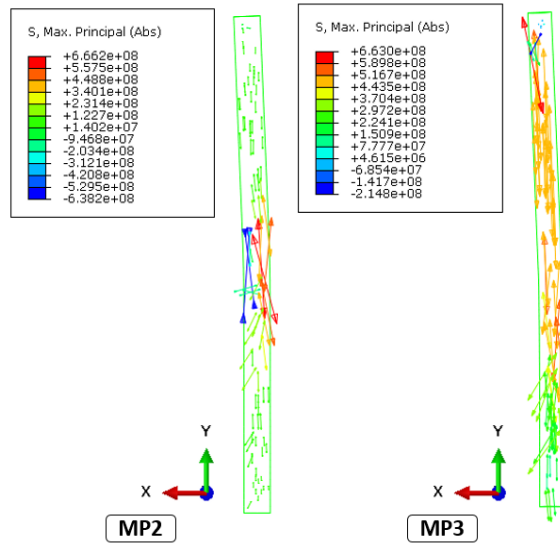 S, Max. Principal (Abs)
+6.662e+08
+5.575e+08
+4.488e+08
+3.401e+08
+2.314e+08
+1.227e+08
+1.402e+07
-9.468e+07
-2.034e+08
-3.121e+08
-4.208e+08
-5.295e+08
-6.382e+08
Y
X
MP2
S, Max. Principal (Abs)
+6.630e+08
+5.898e+08
+5.167e+08
+4.435e+08
+3.704e+08
+2.972e+08
+2.241e+08
+1.509e+08
+7.777e+07
+4.615e+06
-6.854e+07
-1.417e+08
-2.148e+08
Y
X
MP3